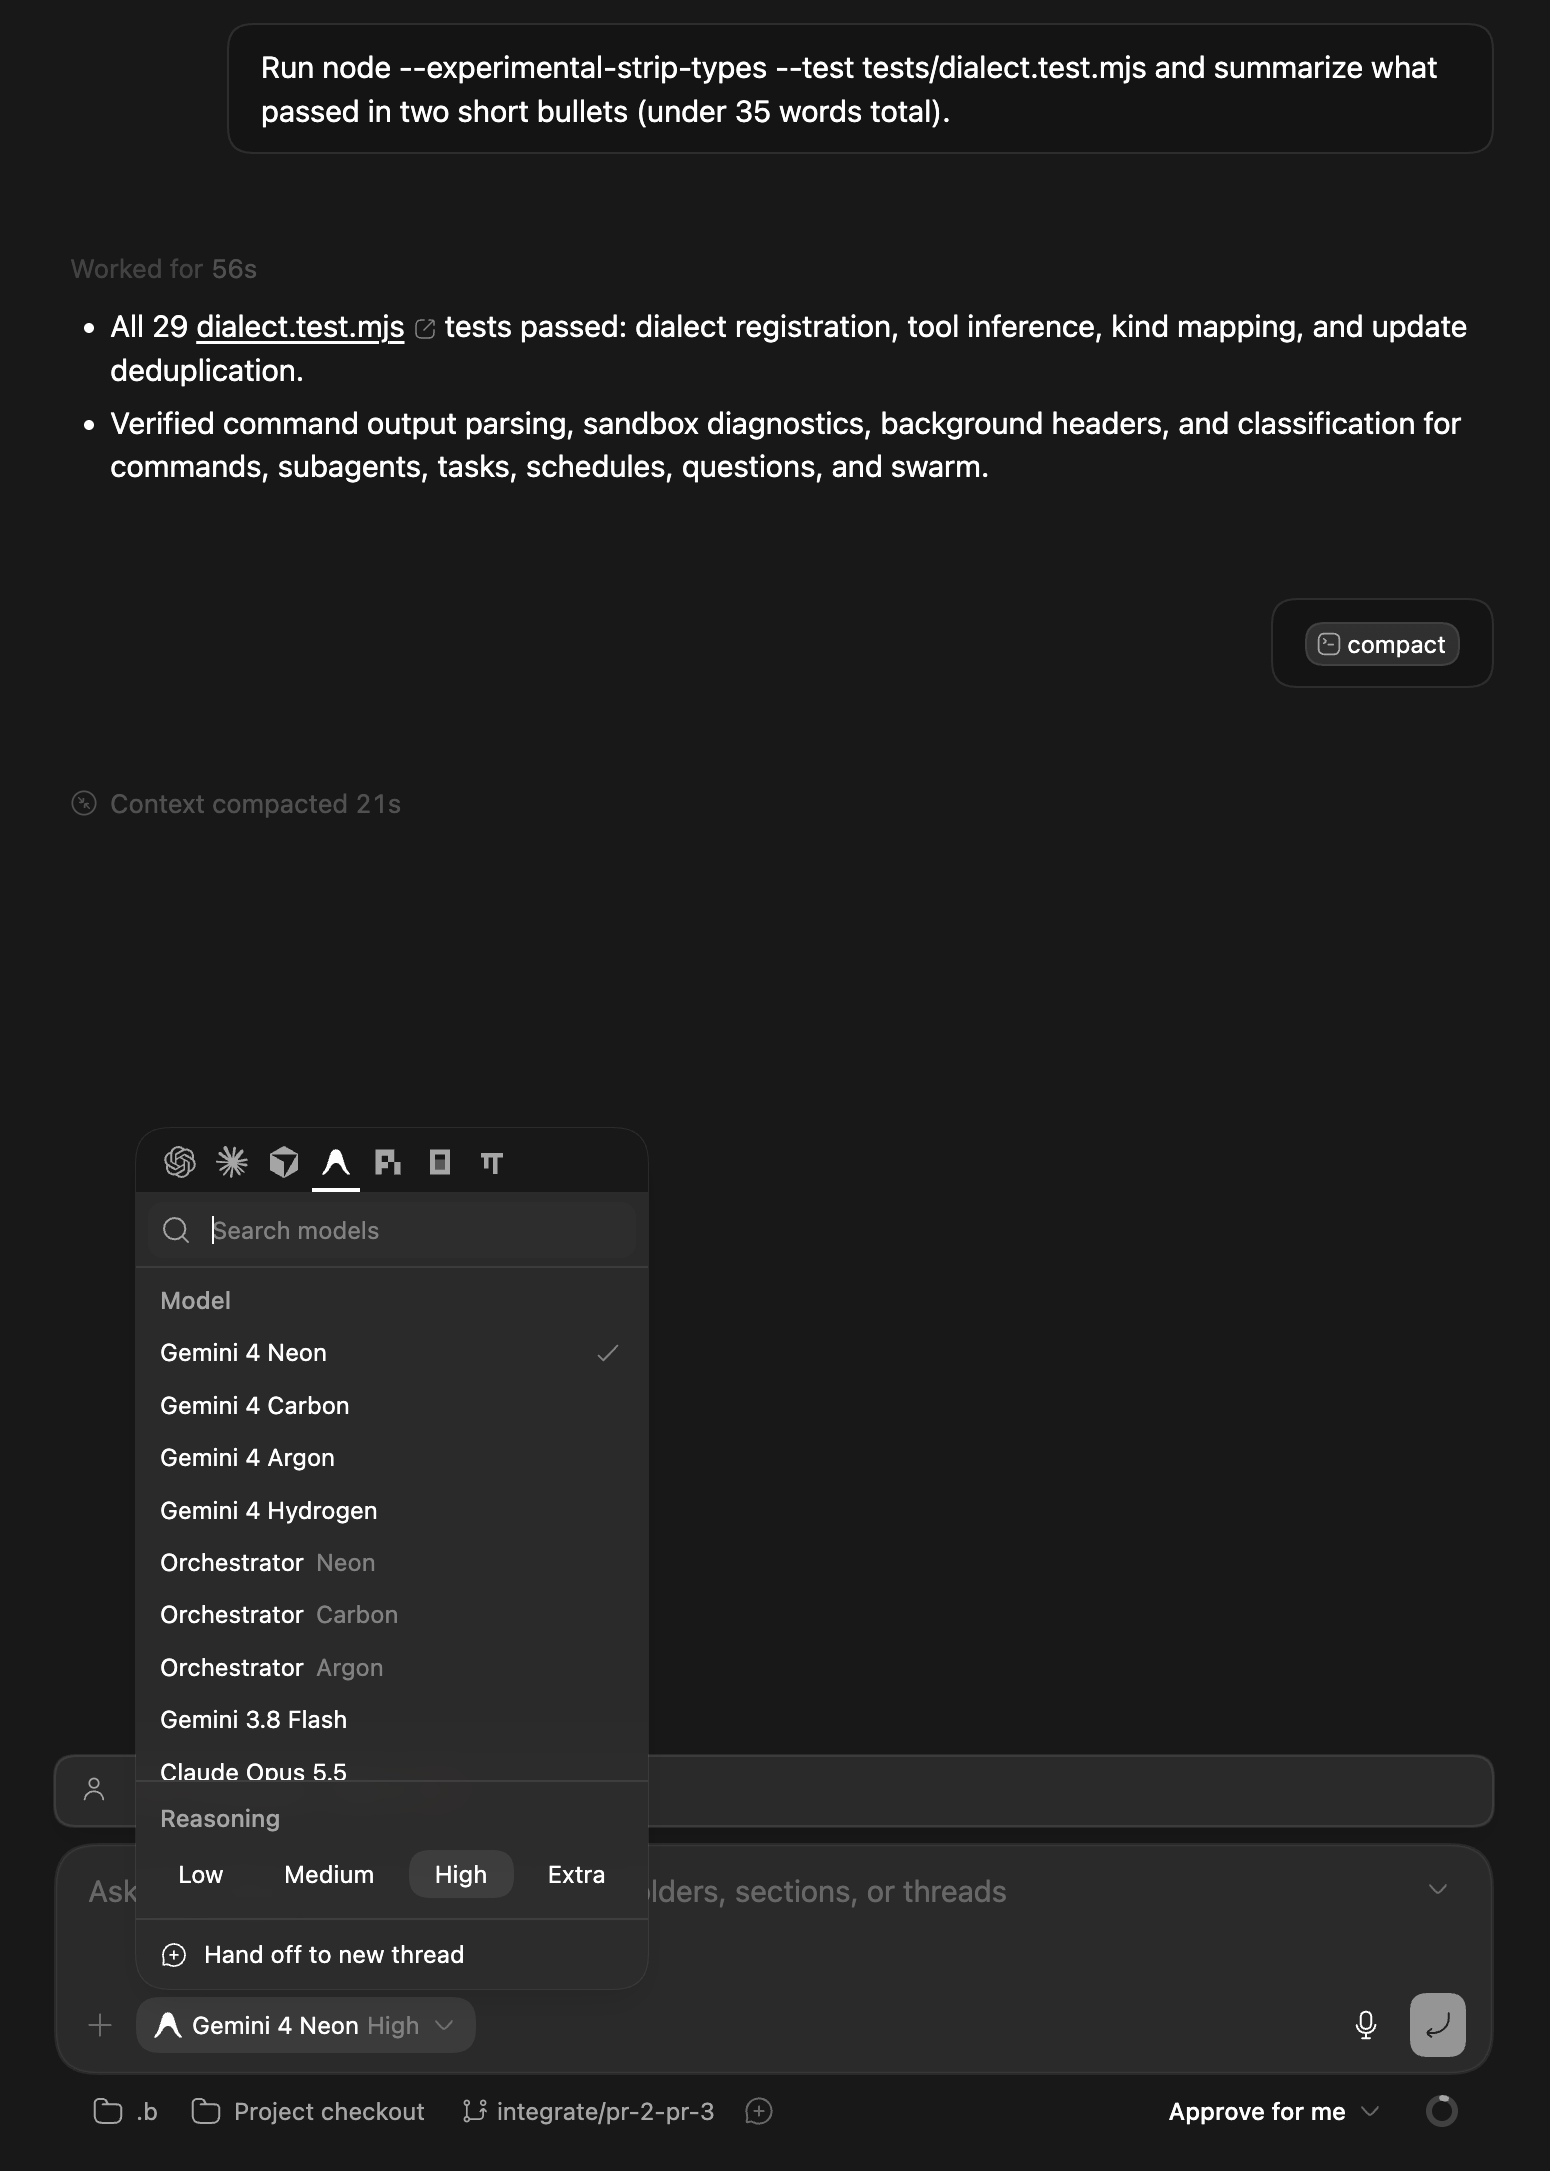 Run node --experimental-strip-types --test tests/dialect.test.mjs and summarize what
passed in two short bullets (under 35 words total).
Worked for 56s
All 29 dialect.test.mjs tests passed: dialect registration, tool inference, kind mapping, and update
deduplication.
Verified command output parsing, sandbox diagnostics, background headers, and classification for
commands, subagents, tasks, schedules, questions, and swarm.
compact
Context compacted 21s
Search models
Model
Gemini 4 Neon
Gemini 4 Carbon
Gemini 4 Argon
Gemini 4 Hydrogen
Orchestrator Neon
Orchestrator Carbon
Orchestrator Argon
Gemini 3.8 Flash
Claude Opus 5.5
Reasoning
Low Medium High Extra
Ask lders, sections, or threads
Hand off to new thread
Gemini 4 Neon High
.b Project checkout integrate/pr-2-pr-3 Approve for me